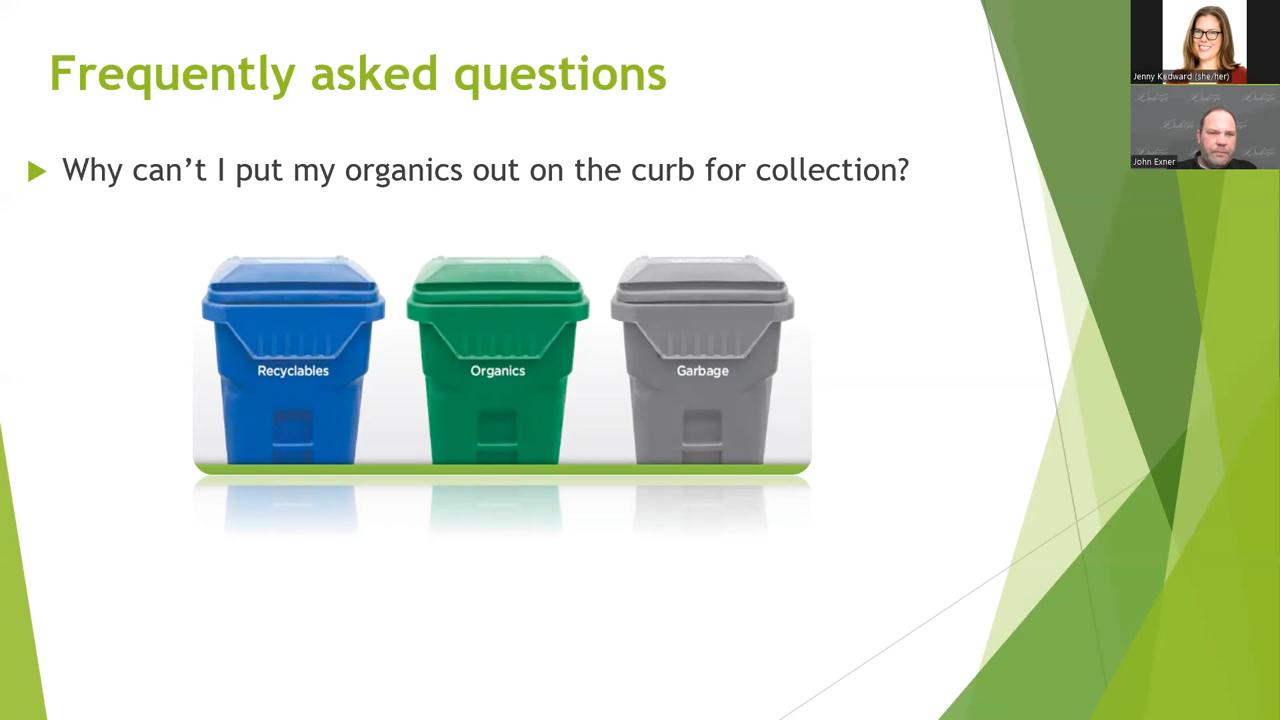 Frequently asked questions
Why can't I put my organics out on the curb for collection?
Recyclables
Organics
Garbage
Jenny Kedward (she/her)
John Exner